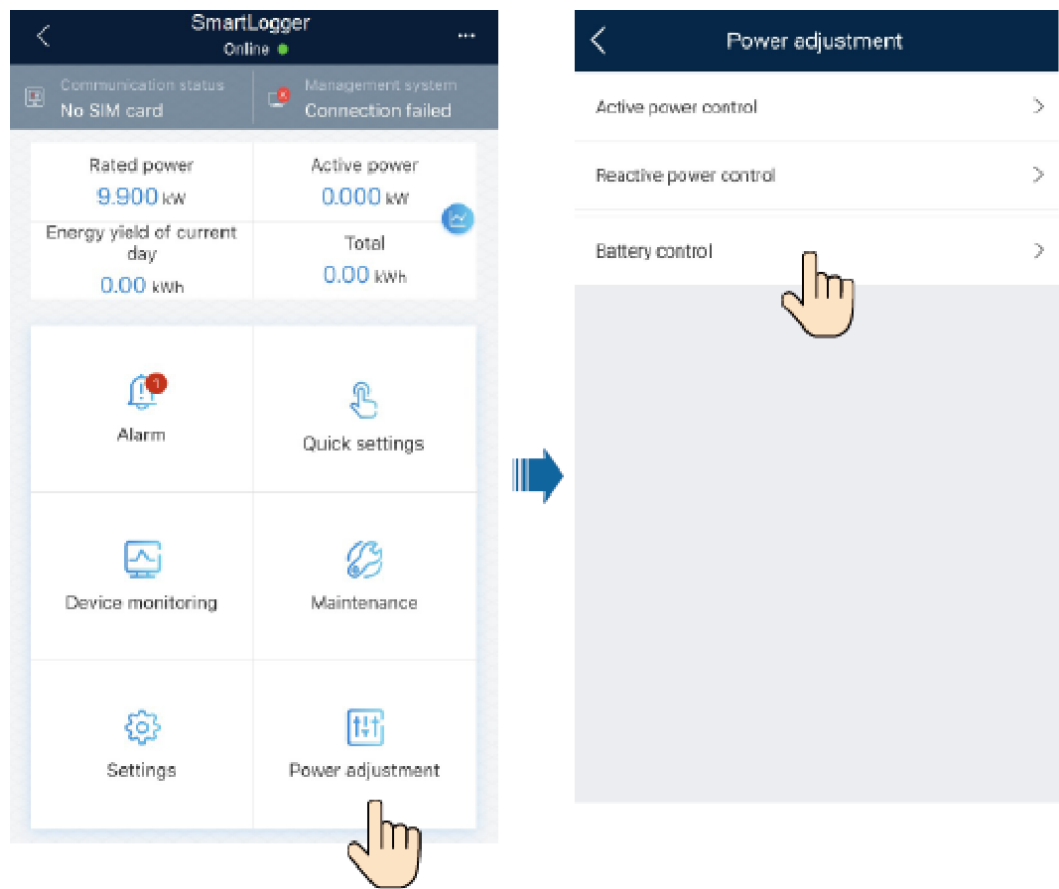 SmartLogger
Online
Communication status
No SIM card
Management system
Connection failed
Rated power
9.900 kW
Active power
0.000 kW
Energy yield of current
day
0.00 kWh
Total
0.00 kWh
1
Alarm
Quick settings
Device monitoring
Maintenance
Settings
Power adjustment
Power adjustment
Active power control
Reactive power control
Battery control